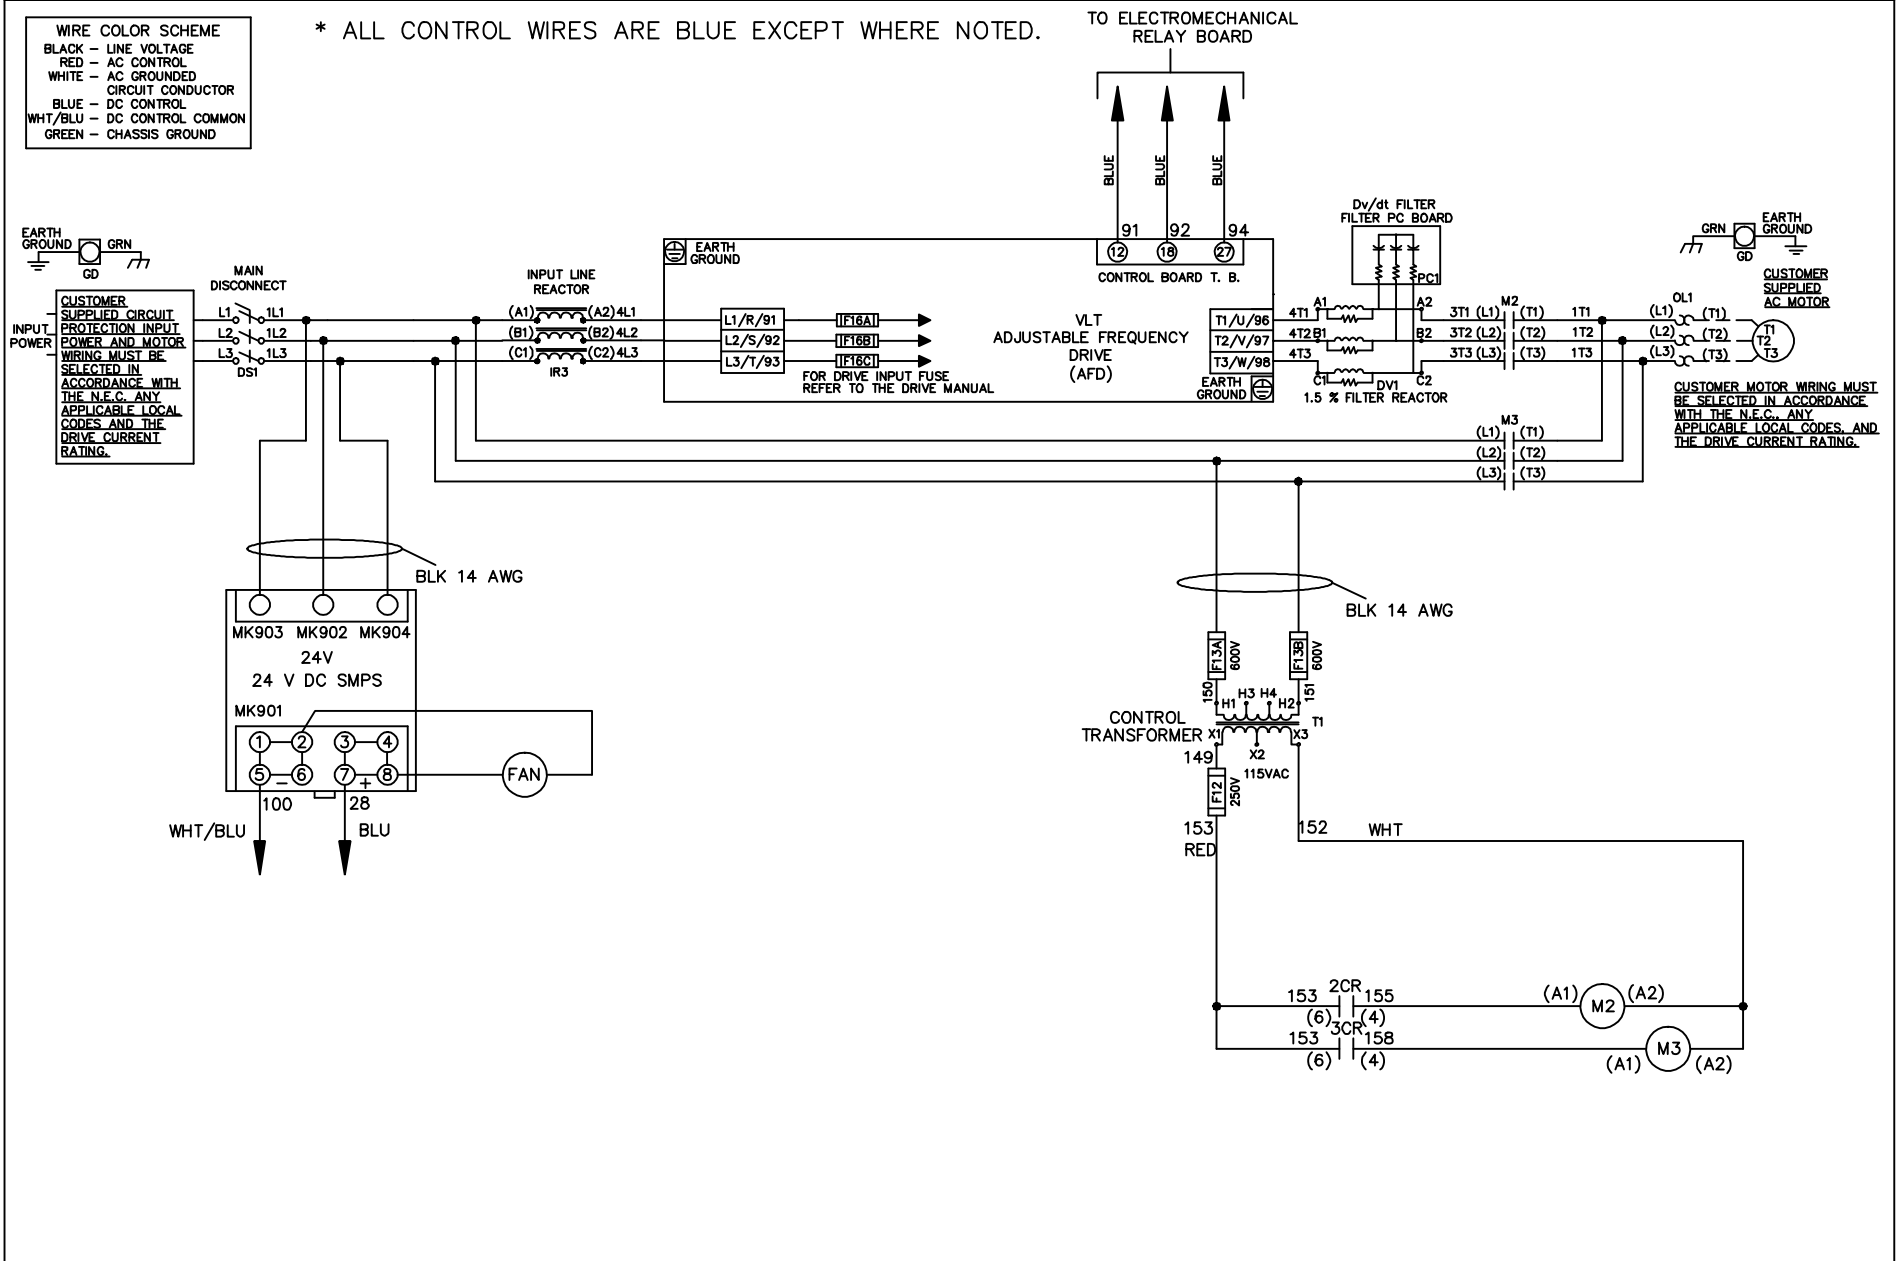 WIRE COLOR SCHEME
BLACK – LINE VOLTAGE
RED – AC CONTROL
WHITE – AC GROUNDED
CIRCUIT CONDUCTOR
BLUE – DC CONTROL
WHT/BLU – DC CONTROL COMMON
GREEN – CHASSIS GROUND
* ALL CONTROL WIRES ARE BLUE EXCEPT WHERE NOTED.
TO ELECTROMECHANICAL
RELAY BOARD
BLUE
BLUE
BLUE
91 92 94
12 18 27
CONTROL BOARD T. B.
EARTH
GROUND
GRN
GD
CUSTOMER
SUPPLIED CIRCUIT
PROTECTION INPUT
POWER AND MOTOR
WIRING MUST BE
SELECTED IN
ACCORDANCE WITH
THE N.E.C. ANY
APPLICABLE LOCAL
CODES AND THE
DRIVE CURRENT
RATING.
INPUT
POWER
MAIN
DISCONNECT
L1 1L1
L2 1L2
L3 1L3
DS1
INPUT LINE
REACTOR
(A1) (A2) 4L1
(B1) (B2) 4L2
(C1) (C2) 4L3
IR3
EARTH
GROUND
L1/R/91
L2/S/92
L3/T/93
F16A
F16B
F16C
FOR DRIVE INPUT FUSE
REFER TO THE DRIVE MANUAL
VLT
ADJUSTABLE FREQUENCY
DRIVE
(AFD)
T1/U/96
T2/V/97
T3/W/98
EARTH
GROUND
Dv/dt FILTER
FILTER PC BOARD
PC1
4T1 A1 A2
4T2 B1 B2
4T3 C1 C2
DV1
1.5 % FILTER REACTOR
M2
3T1 (L1) (T1) 1T1
3T2 (L2) (T2) 1T2
3T3 (L3) (T3) 1T3
M3
(L1) (T1)
(L2) (T2)
(L3) (T3)
OL1
(L1) (T1)
(L2) (T2)
(L3) (T3)
T1
T2
T3
GRN
EARTH
GROUND
GD
CUSTOMER
SUPPLIED
AC MOTOR
CUSTOMER MOTOR WIRING MUST
BE SELECTED IN ACCORDANCE
WITH THE N.E.C., ANY
APPLICABLE LOCAL CODES, AND
THE DRIVE CURRENT RATING.
BLK 14 AWG
MK903 MK902 MK904
24V
24 V DC SMPS
MK901
1 2 3 4
5 – 6 7 + 8
FAN
100 28
WHT/BLU BLU
BLK 14 AWG
F13A
600V
F13B
600V
150
151
H1 H3 H4 H2
CONTROL
TRANSFORMER
T1
X1 X2 X3
149
115VAC
F12
250V
153
RED
152 WHT
2CR
153 155 (A1) M2 (A2)
(6) (4)
3CR
153 158 M3
(6) (4) (A1) (A2)